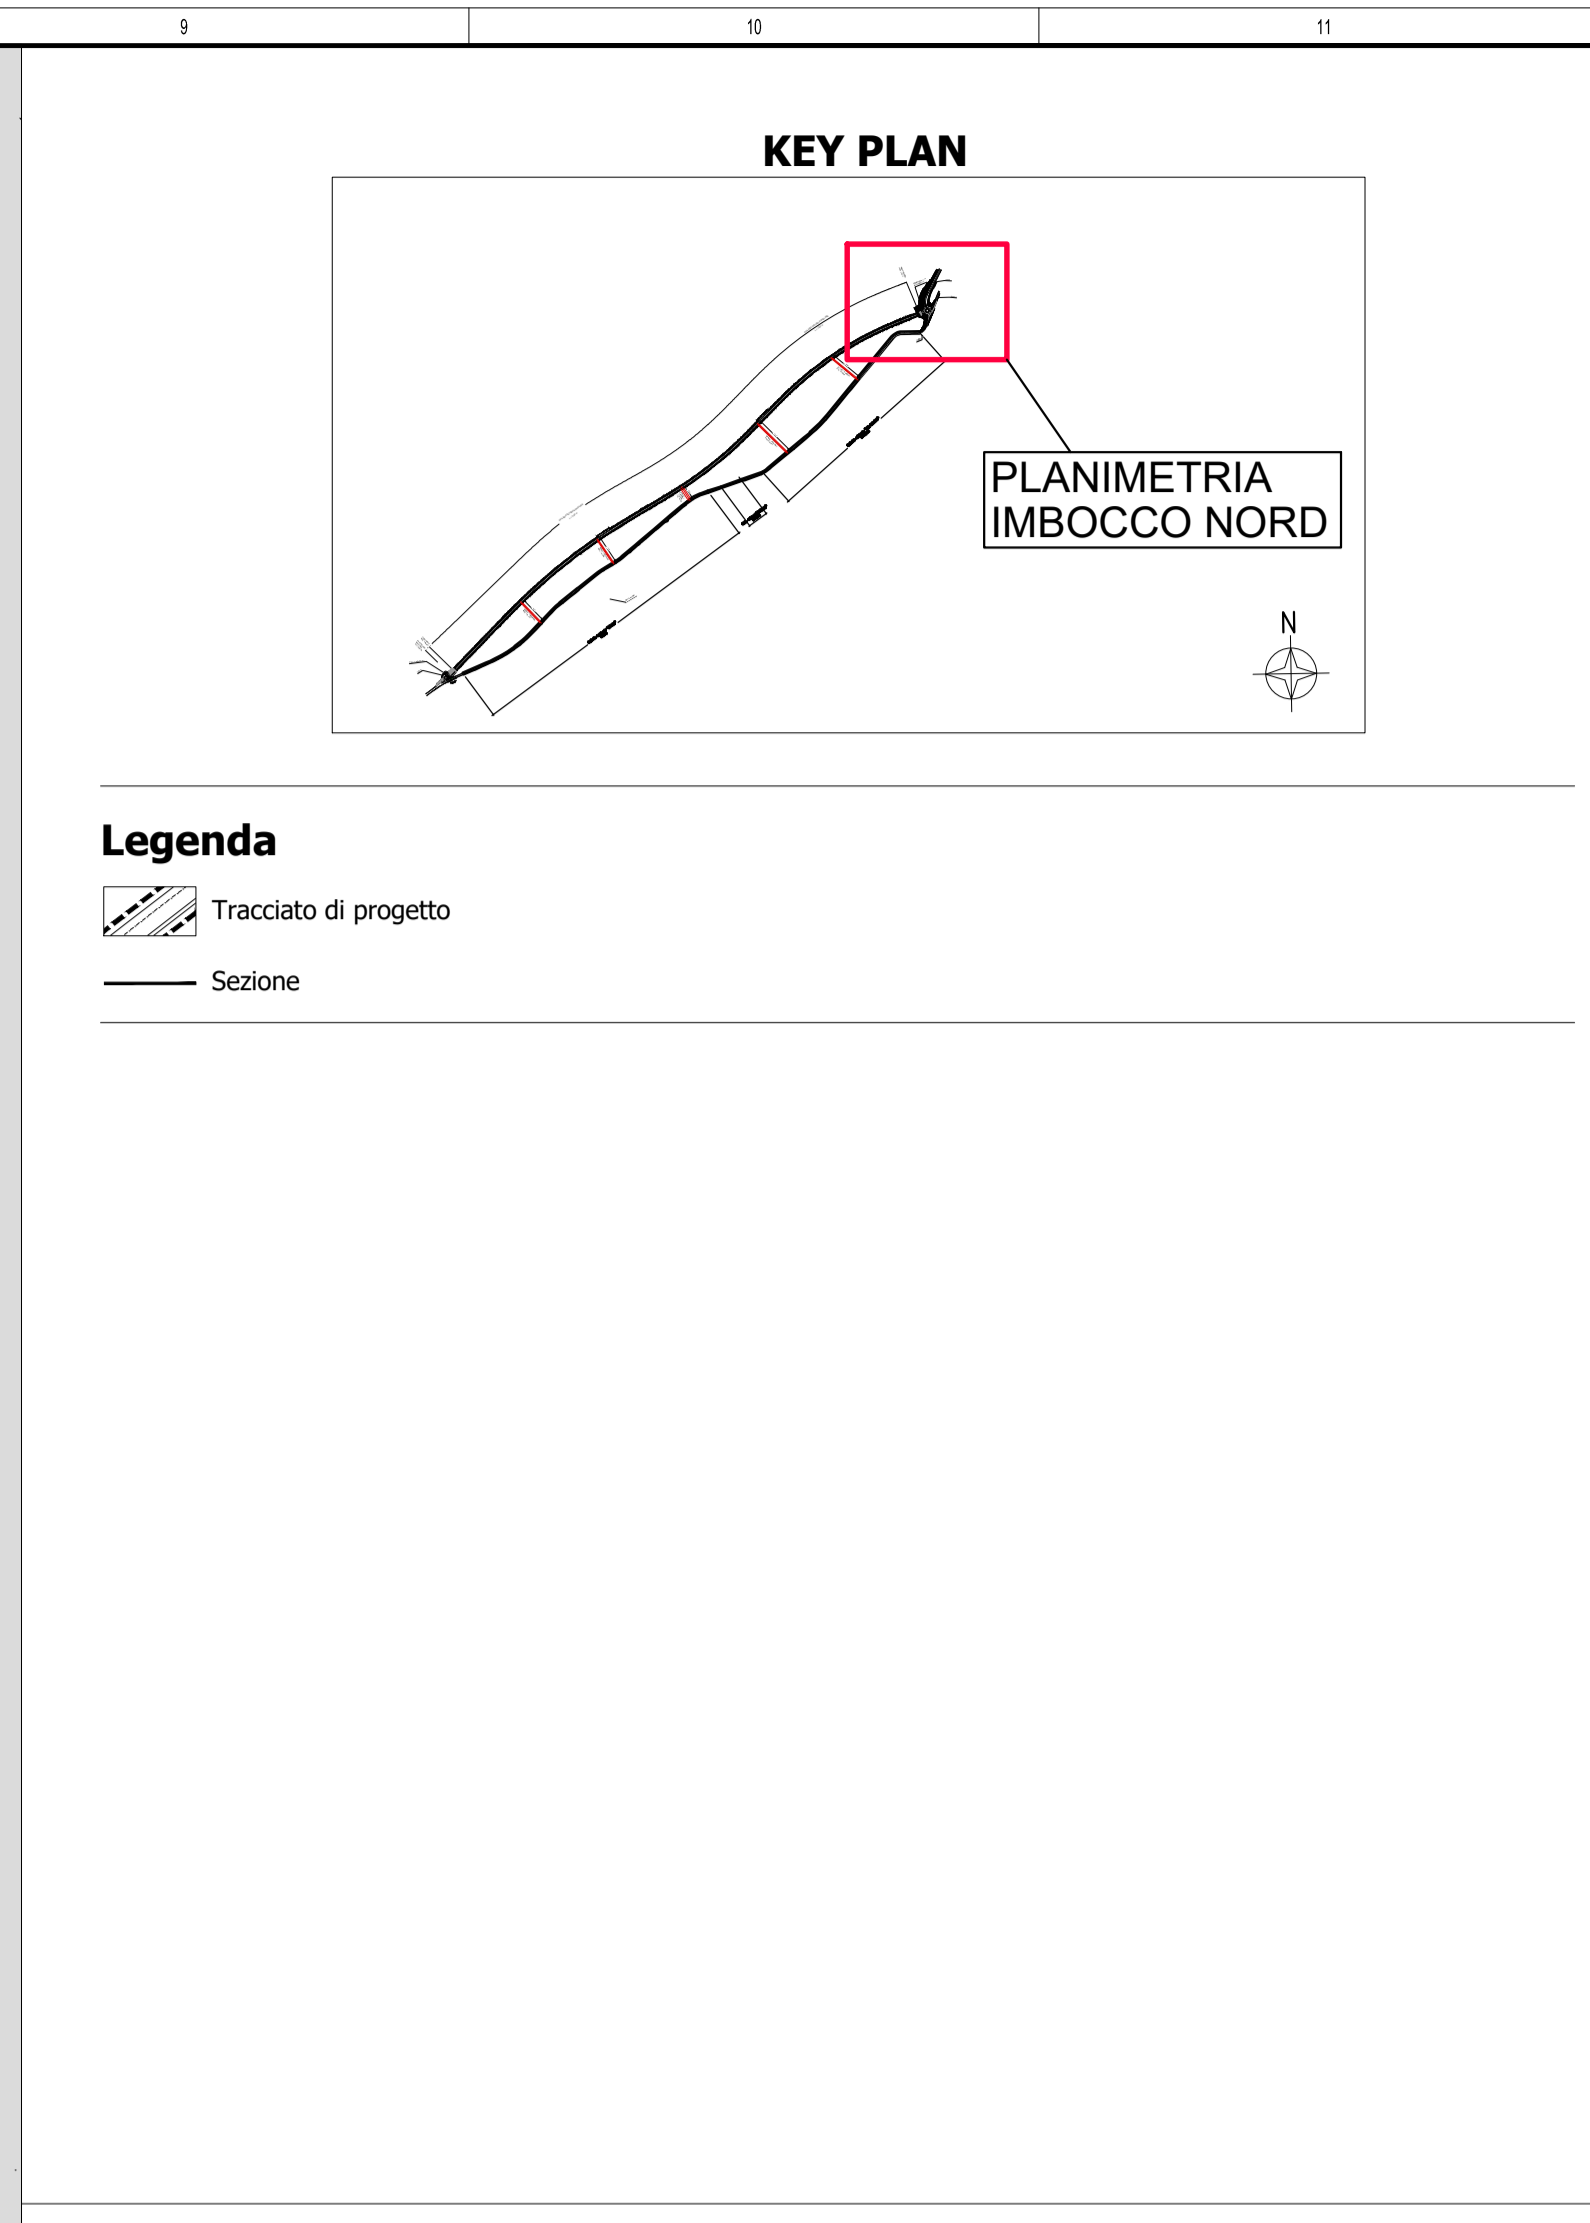 9
10
11
KEY PLAN
PLANIMETRIA
IMBOCCO NORD
N
Legenda
Tracciato di progetto
Sezione